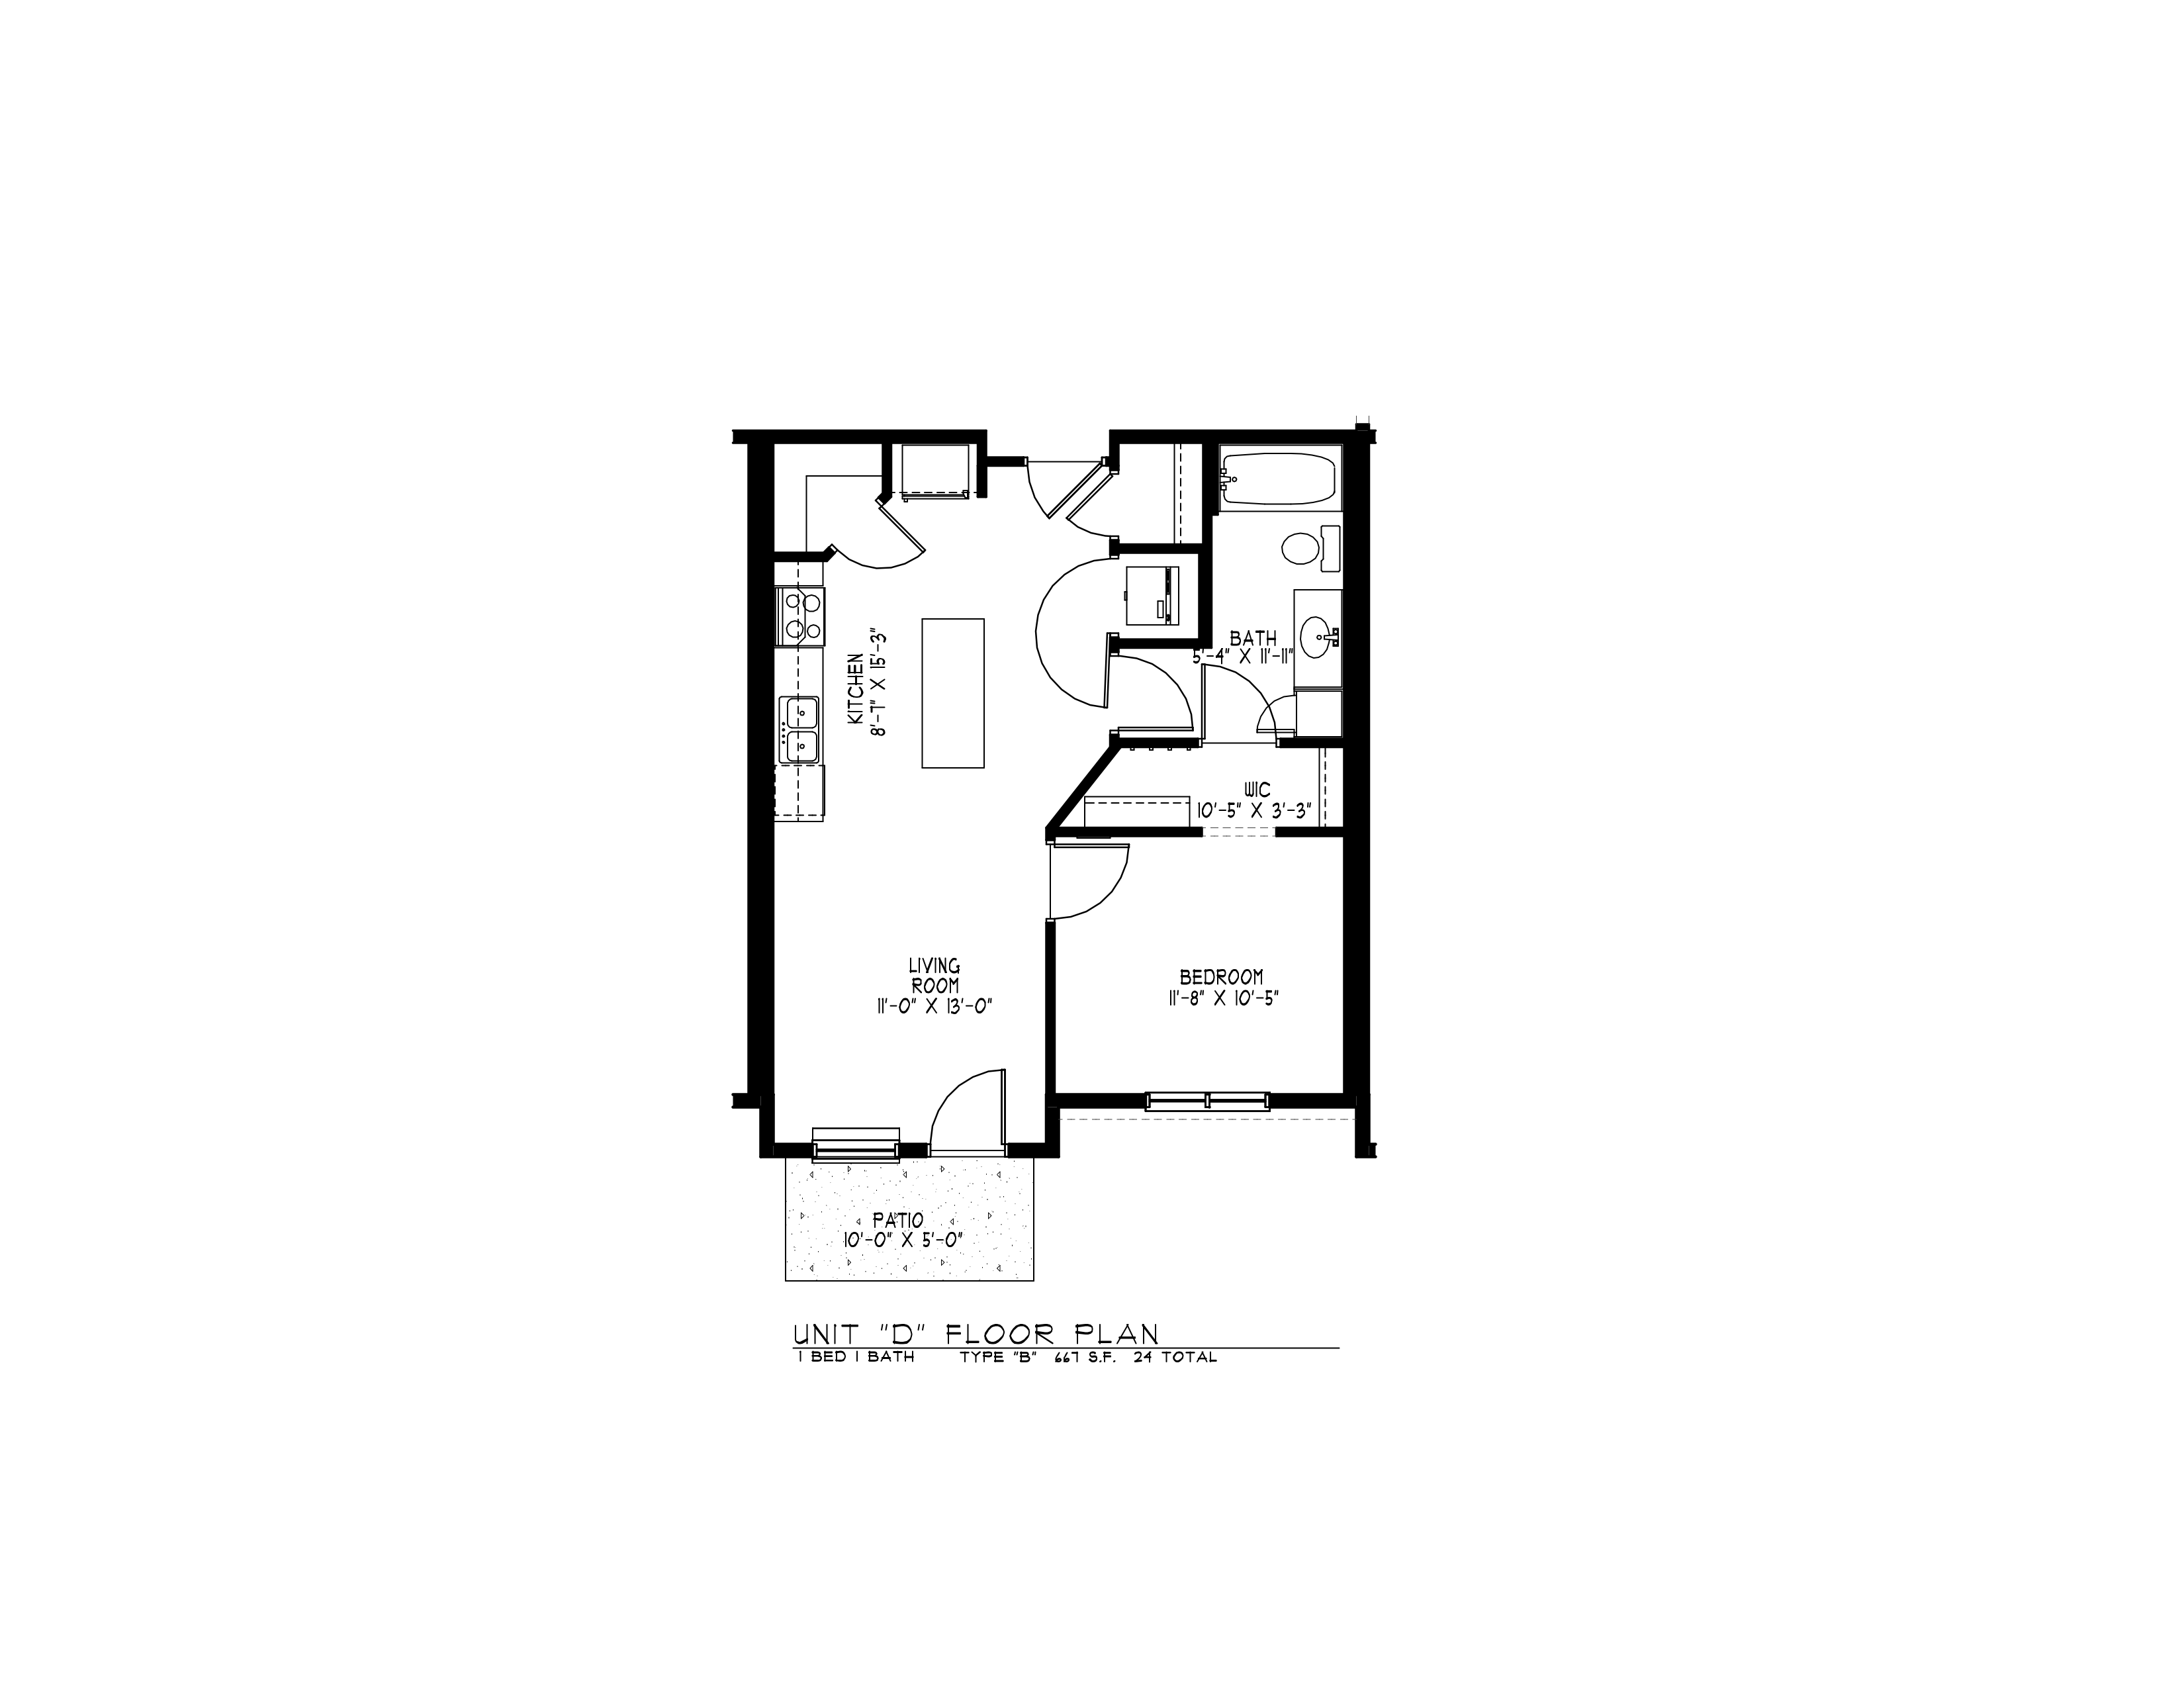 KITCHEN
8'-7" X 15'-3"
BATH
5'-4" X 11'-11"
WIC
10'-5" X 3'-3"
LIVING
ROOM
11'-0" X 13'-0"
BEDROOM
11'-8" X 10'-5"
PATIO
10'-0" X 5'-0"
UNIT "D" FLOOR PLAN
1 BED 1 BATH TYPE "B" 667 S.F. 24 TOTAL